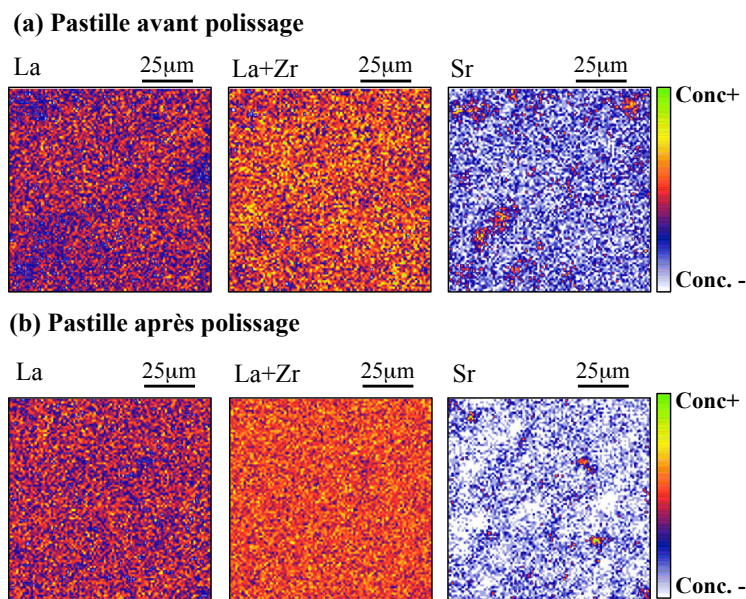 (a) Pastille avant polissage
La 25μm La+Zr 25μm Sr 25μm
Conc+
Conc. -
(b) Pastille après polissage
La 25μm La+Zr 25μm Sr 25μm
Conc+
Conc. -